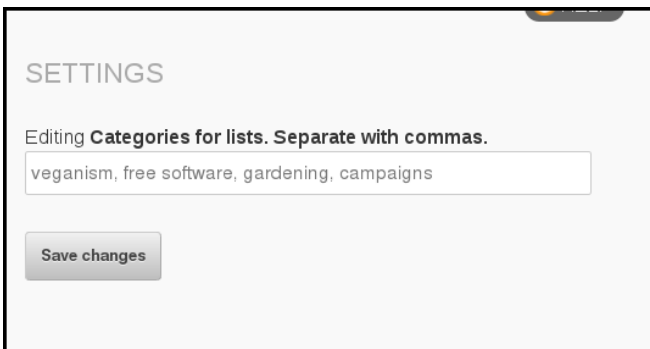 SETTINGS
Editing Categories for lists. Separate with commas.
veganism, free software, gardening, campaigns
Save changes